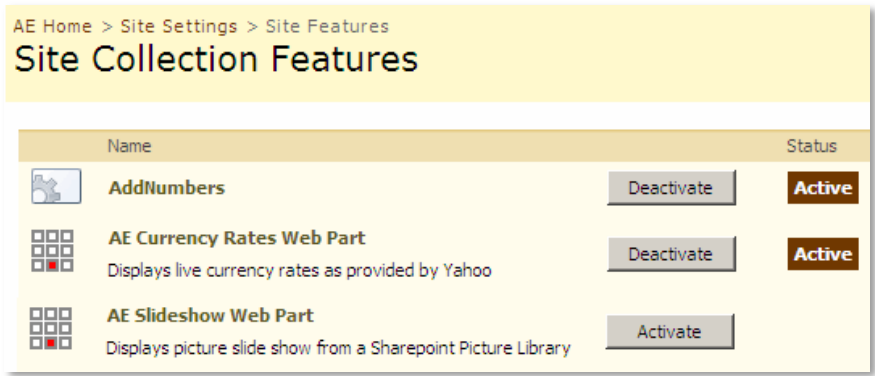 AE Home > Site Settings > Site Features
Site Collection Features
Name Status
AddNumbers Deactivate Active
AE Currency Rates Web Part
Displays live currency rates as provided by Yahoo Deactivate Active
AE Slideshow Web Part
Displays picture slide show from a Sharepoint Picture Library Activate